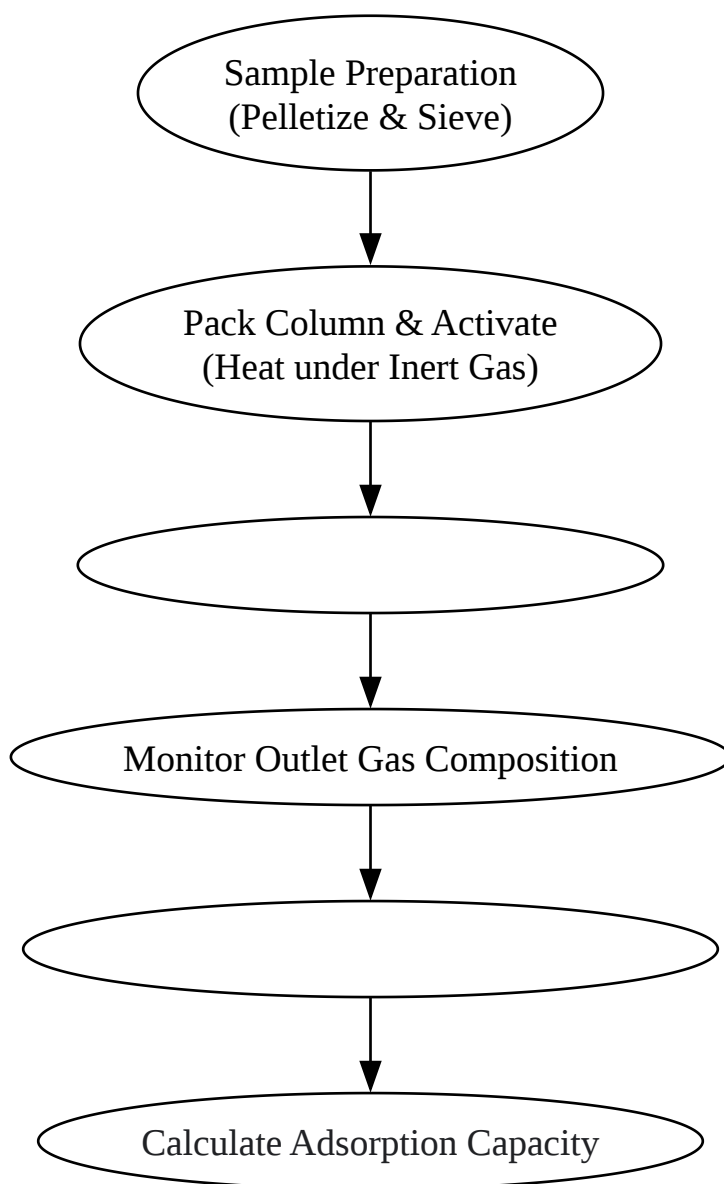 Sample Preparation
(Pelletize & Sieve)
Pack Column & Activate
(Heat under Inert Gas)
Monitor Outlet Gas Composition
Calculate Adsorption Capacity